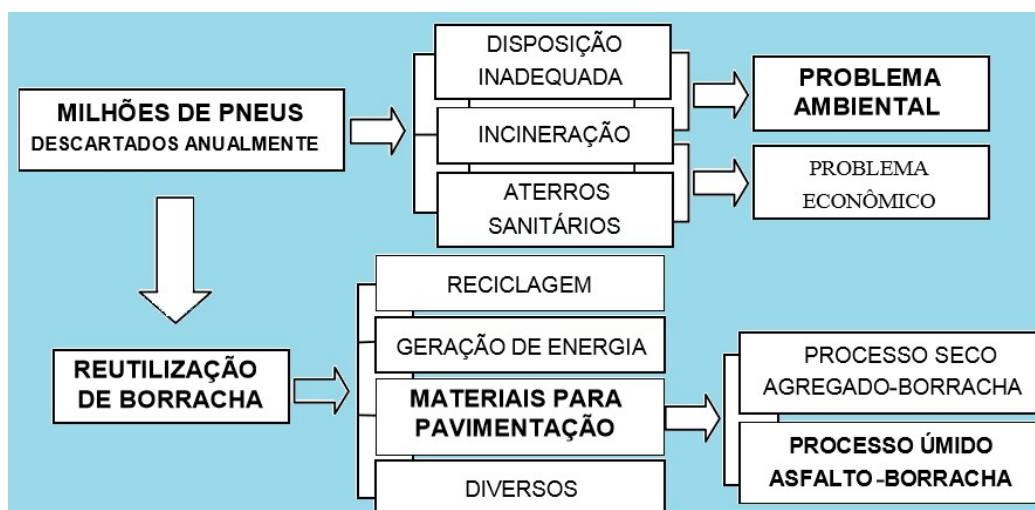 MILHÕES DE PNEUS
DESCARTADOS ANUALMENTE
DISPOSIÇÃO
INADEQUADA
INCINERAÇÃO
ATERROS
SANITÁRIOS
PROBLEMA
AMBIENTAL
PROBLEMA
ECONÔMICO
REUTILIZAÇÃO
DE BORRACHA
RECICLAGEM
GERAÇÃO DE ENERGIA
MATERIAIS PARA
PAVIMENTAÇÃO
DIVERSOS
PROCESSO SECO
AGREGADO-BORRACHA
PROCESSO ÚMIDO
ASFALTO-BORRACHA